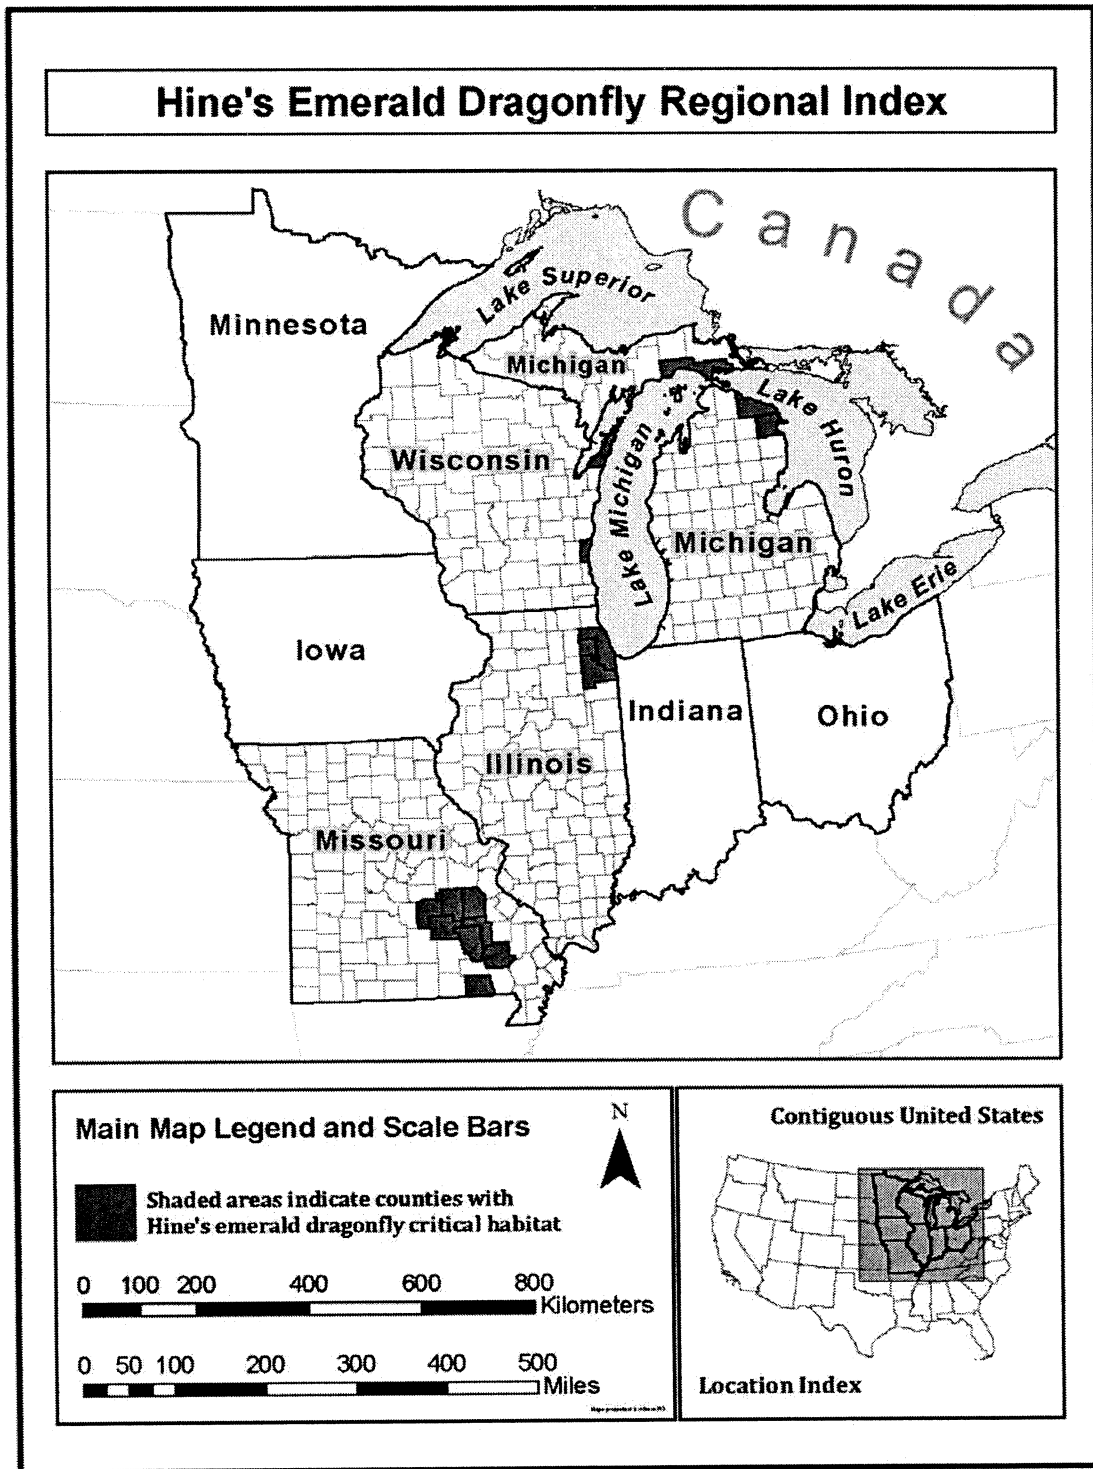 Hine's Emerald Dragonfly Regional Index
Canada
Lake Superior
Minnesota
Michigan
Lake Huron
Wisconsin
Lake Michigan
Michigan
Lake Erie
Iowa
Indiana
Ohio
Illinois
Missouri
Main Map Legend and Scale Bars
N
Shaded areas indicate counties with
Hine's emerald dragonfly critical habitat
0 100 200 400 600 800
Kilometers
0 50 100 200 300 400 500
Miles
Contiguous United States
Location Index